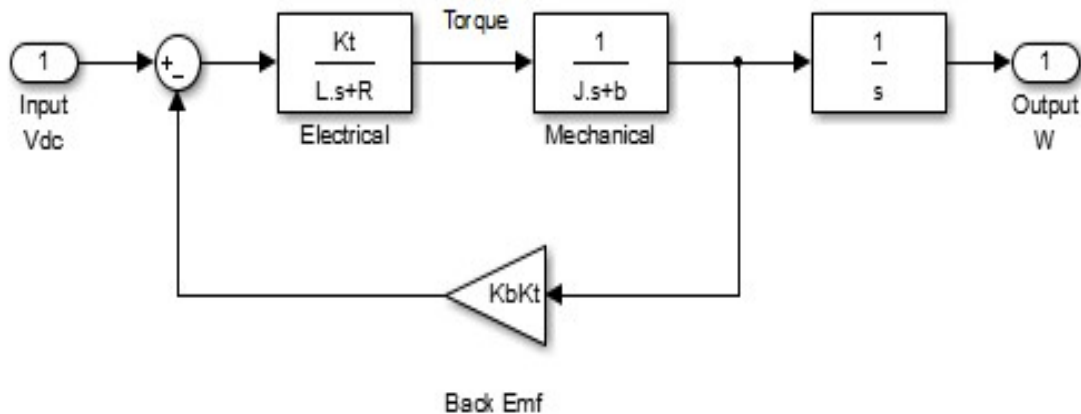 Torque
1
Input
Vdc
+
-
Kt
L.s+R
Electrical
1
J.s+b
Mechanical
1
s
1
Output
W
KbKt
Back Emf